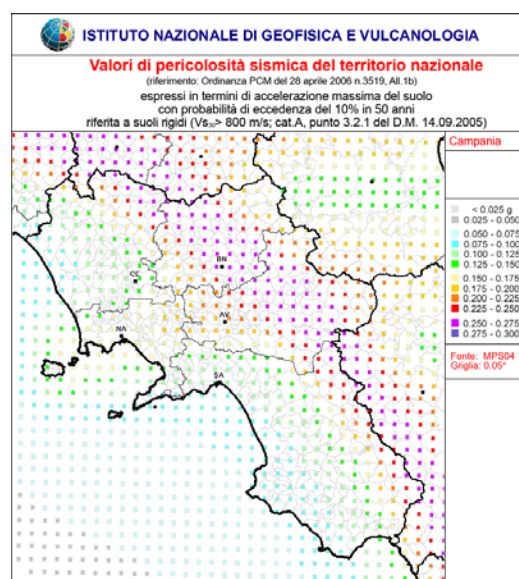 ISTITUTO NAZIONALE DI GEOFISICA E VULCANOLOGIA
Valori di pericolosità sismica del territorio nazionale
(riferimento: Ordinanza PCM del 28 aprile 2006 n.3519, All.1b)
espressi in termini di accelerazione massima del suolo
con probabilità di eccedenza del 10% in 50 anni
riferita a suoli rigidi (Vs₃₀> 800 m/s; cat.A, punto 3.2.1 del D.M. 14.09.2005)
Campania
< 0.025 g
0.025 - 0.050
0.050 - 0.075
0.075 - 0.100
0.100 - 0.125
0.125 - 0.150
0.150 - 0.175
0.175 - 0.200
0.200 - 0.225
0.225 - 0.250
0.250 - 0.275
0.275 - 0.300
Fonte: MPS04
Griglia: 0.05°
BN
CE
AV
NA
SA